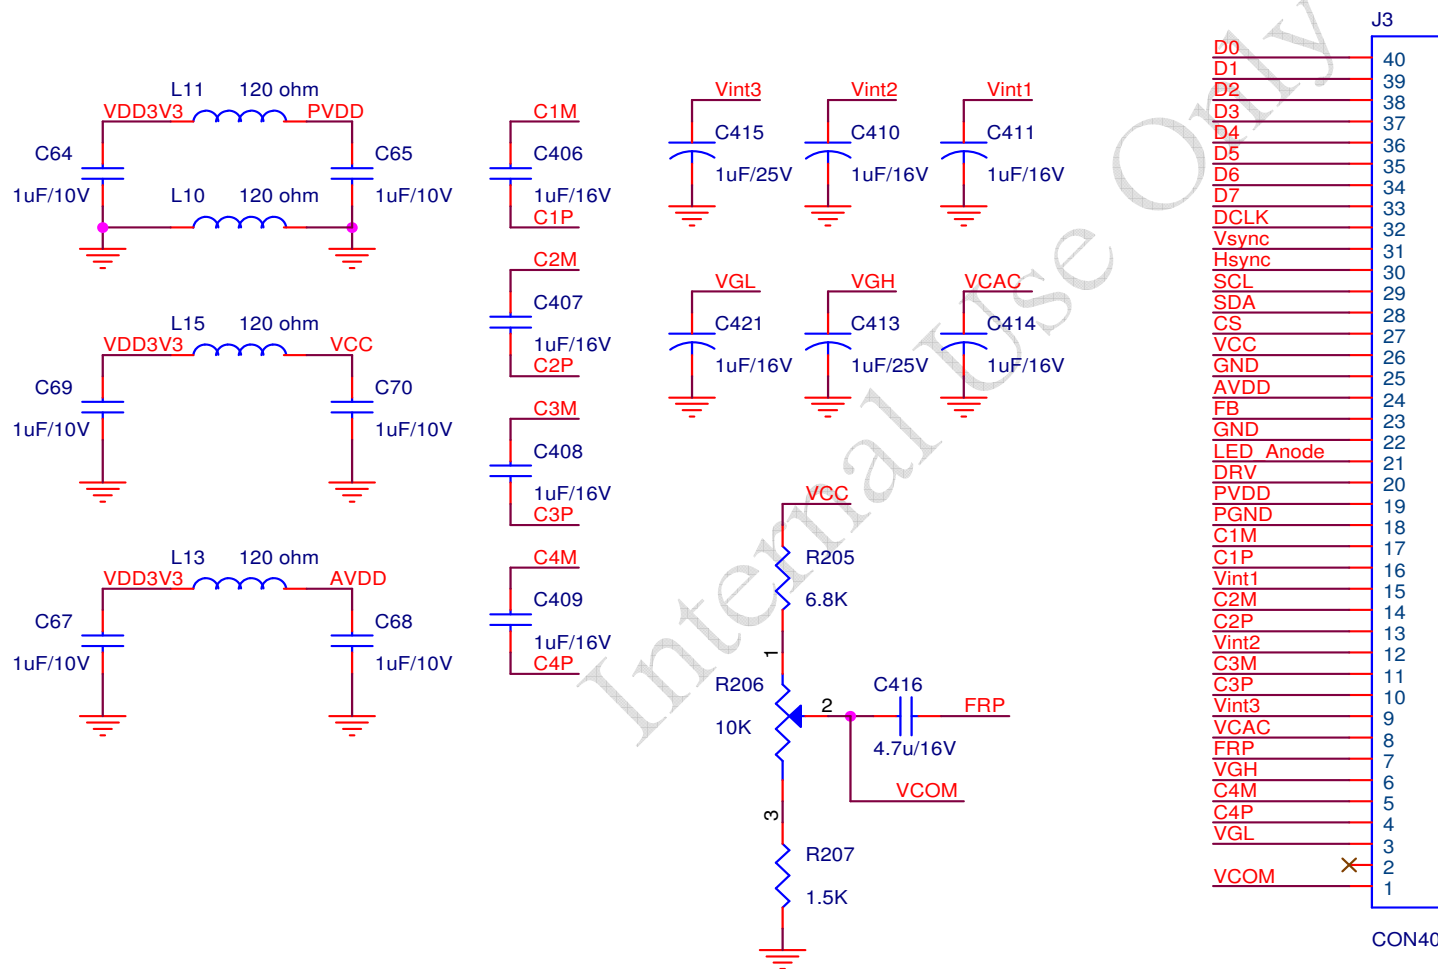 L11 120 ohm
VDD3V3 PVDD
C64 C65
1uF/10V 1uF/10V
L10 120 ohm
L15 120 ohm
VDD3V3 VCC
C69 C70
1uF/10V 1uF/10V
L13 120 ohm
VDD3V3 AVDD
C67 C68
1uF/10V 1uF/10V
C1M
C406
1uF/16V
C1P
C2M
C407
1uF/16V
C2P
C3M
C408
1uF/16V
C3P
C4M
C409
1uF/16V
C4P
Vint3 Vint2 Vint1
C415 C410 C411
1uF/25V 1uF/16V 1uF/16V
VGL VGH VCAC
C421 C413 C414
1uF/16V 1uF/25V 1uF/16V
VCC
R205
6.8K
1
R206
10K
2
C416
4.7u/16V
FRP
VCOM
3
R207
1.5K
J3
D0 40
D1 39
D2 38
D3 37
D4 36
D5 35
D6 34
D7 33
DCLK 32
Vsync 31
Hsync 30
SCL 29
SDA 28
CS 27
VCC 26
GND 25
AVDD 24
FB 23
GND 22
LED_Anode 21
DRV 20
PVDD 19
PGND 18
C1M 17
C1P 16
Vint1 15
C2M 14
C2P 13
Vint2 12
C3M 11
C3P 10
Vint3 9
VCAC 8
FRP 7
VGH 6
C4M 5
C4P 4
VGL 3
2
VCOM 1
CON40
Internal Use Only